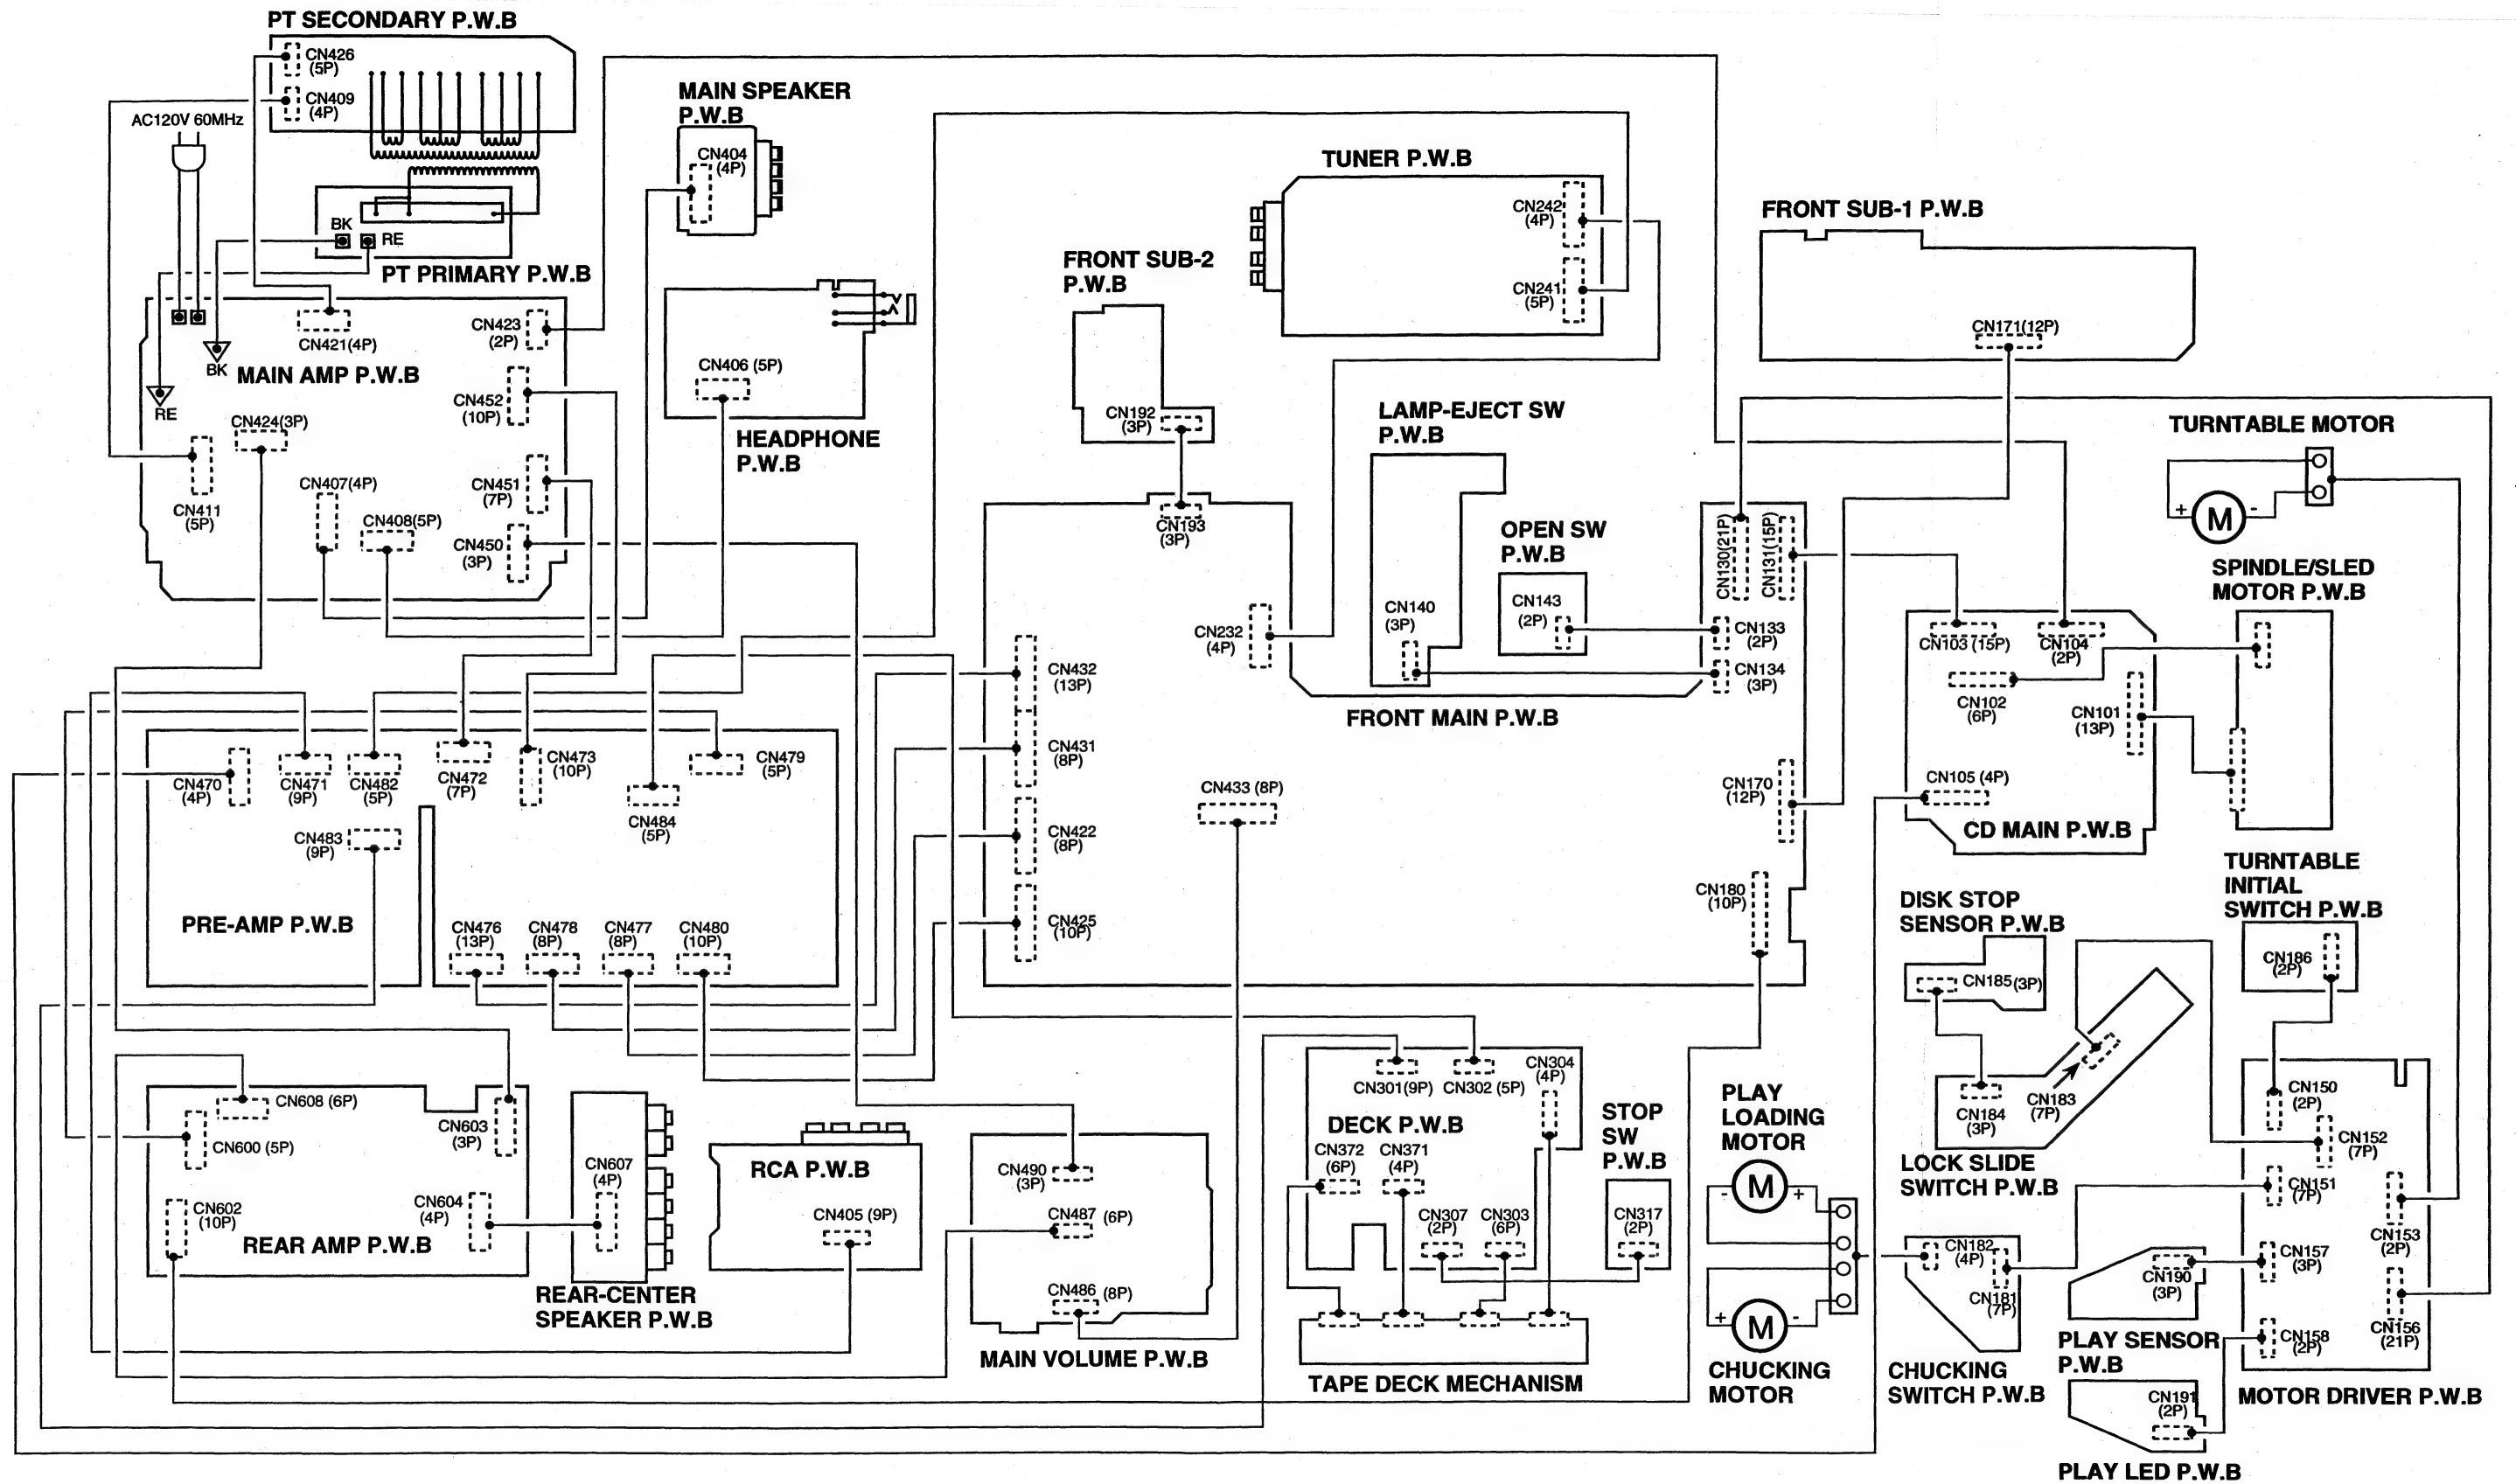 PT SECONDARY P.W.B
CN426
(5P)
CN409
(4P)
AC120V 60MHz
BK
RE
PT PRIMARY P.W.B
MAIN SPEAKER
P.W.B
CN404
(4P)
TUNER P.W.B
CN242
(4P)
CN241
(5P)
FRONT SUB-1 P.W.B
CN171(12P)
FRONT SUB-2
P.W.B
CN192
(3P)
CN421(4P)
CN423
(2P)
BK
MAIN AMP P.W.B
RE
CN452
(10P)
CN424(3P)
CN411
(5P)
CN407(4P)
CN408(5P)
CN451
(7P)
CN450
(3P)
CN406 (5P)
HEADPHONE
P.W.B
LAMP-EJECT SW
P.W.B
CN140
(3P)
OPEN SW
P.W.B
CN143
(2P)
CN193
(3P)
CN232
(4P)
CN130(21P)
CN131(15P)
CN133
(2P)
CN134
(3P)
CN432
(13P)
CN431
(8P)
CN422
(8P)
CN425
(10P)
FRONT MAIN P.W.B
CN433 (8P)
CN170
(12P)
CN180
(10P)
TURNTABLE MOTOR
+
M
-
SPINDLE/SLED
MOTOR P.W.B
CN103 (15P)
CN104
(2P)
CN102
(6P)
CN101
(13P)
CN105 (4P)
CD MAIN P.W.B
CN470
(4P)
CN471
(9P)
CN482
(5P)
CN472
(7P)
CN473
(10P)
CN479
(5P)
CN484
(5P)
CN483
(9P)
PRE-AMP P.W.B
CN476
(13P)
CN478
(8P)
CN477
(8P)
CN480
(10P)
TURNTABLE
INITIAL
SWITCH P.W.B
CN186
(2P)
DISK STOP
SENSOR P.W.B
CN185(3P)
CN184
(3P)
CN183
(7P)
LOCK SLIDE
SWITCH P.W.B
CN608 (6P)
CN600 (5P)
CN603
(3P)
CN602
(10P)
CN604
(4P)
REAR AMP P.W.B
CN607
(4P)
REAR-CENTER
SPEAKER P.W.B
RCA P.W.B
CN405 (9P)
CN490
(3P)
CN487 (6P)
CN486 (8P)
MAIN VOLUME P.W.B
CN301(9P)
CN302 (5P)
CN304
(4P)
DECK P.W.B
CN372
(6P)
CN371
(4P)
CN307
(2P)
CN303
(6P)
STOP
SW
P.W.B
CN317
(2P)
TAPE DECK MECHANISM
PLAY
LOADING
MOTOR
-
M
+
+
M
-
CHUCKING
MOTOR
CN182
(4P)
CN181
(7P)
CHUCKING
SWITCH P.W.B
CN190
(3P)
PLAY SENSOR
P.W.B
CN191
(2P)
PLAY LED P.W.B
CN150
(2P)
CN152
(7P)
CN151
(7P)
CN153
(2P)
CN157
(3P)
CN156
(21P)
CN158
(2P)
MOTOR DRIVER P.W.B